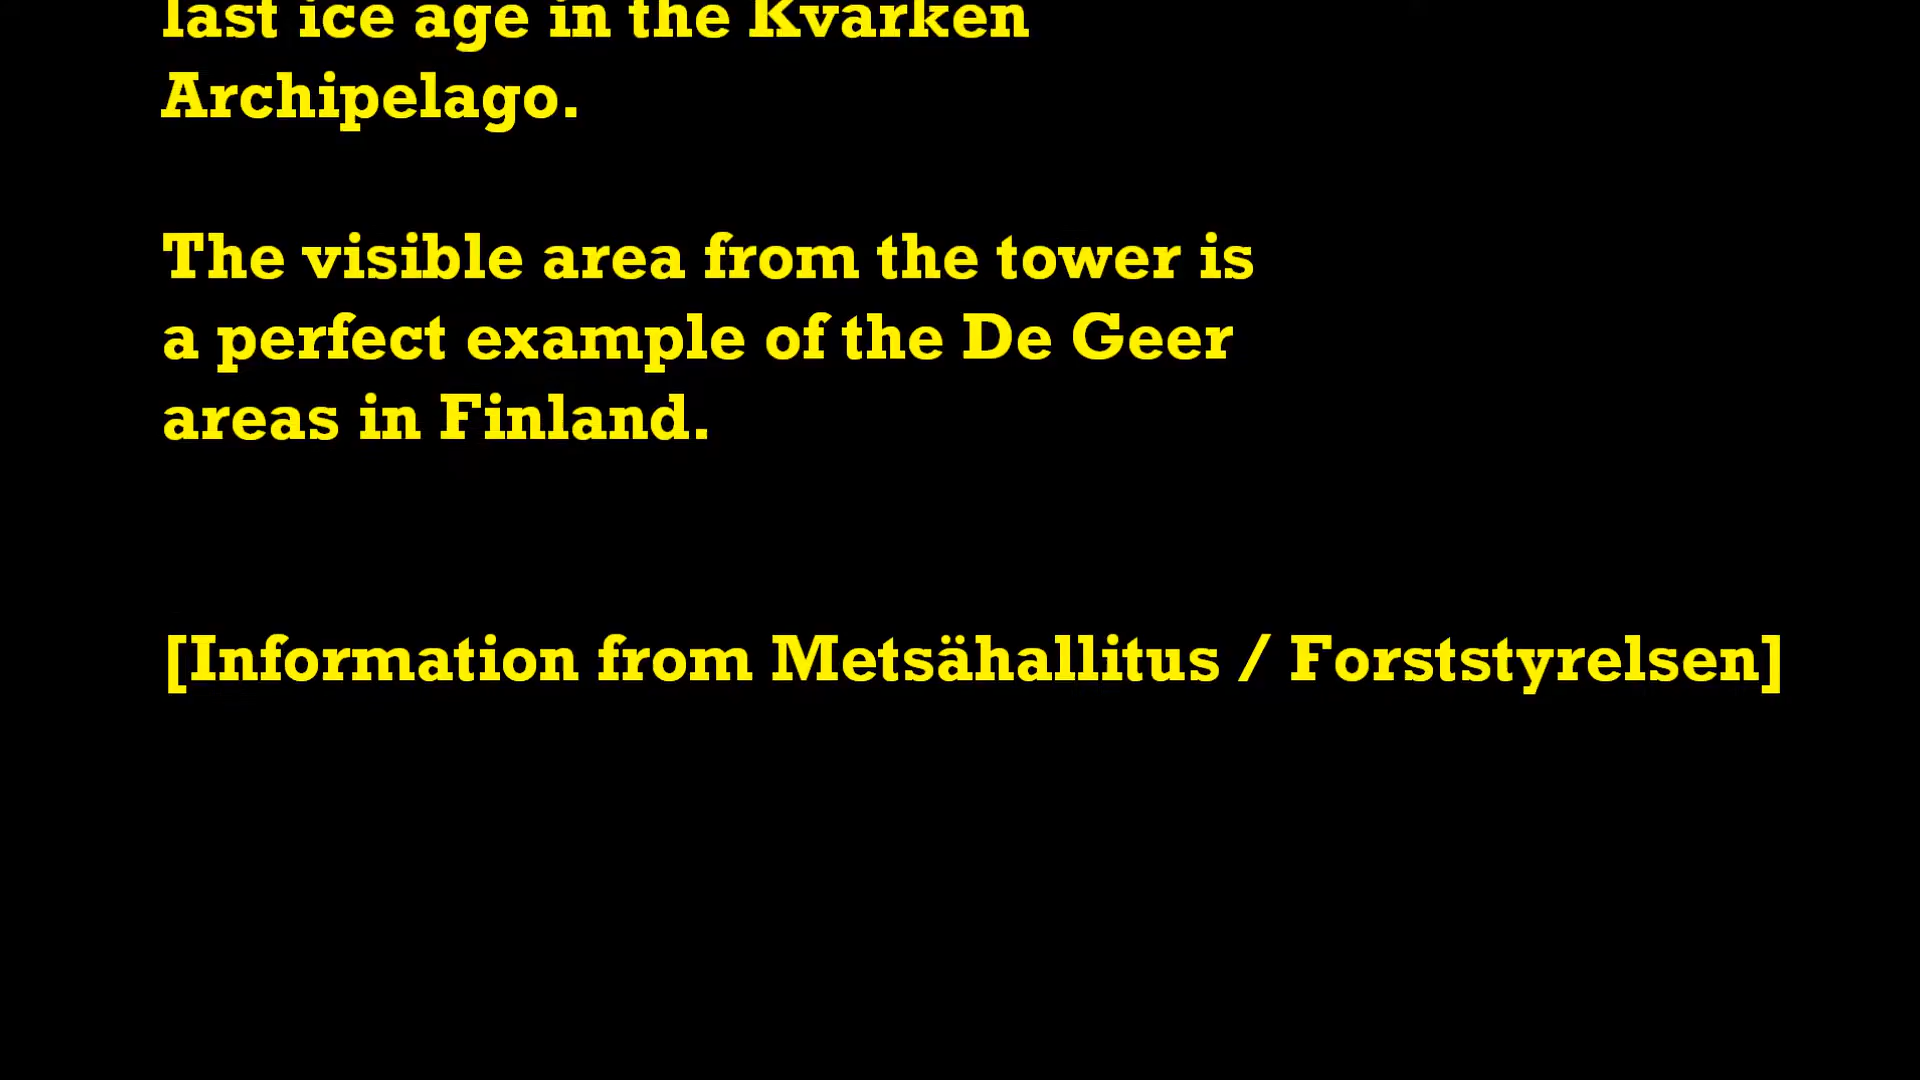 last ice age in the Kvarken
Archipelago.
The visible area from the tower is
a perfect example of the De Geer
areas in Finland.
[Information from Metsähallitus / Forststyrelsen]